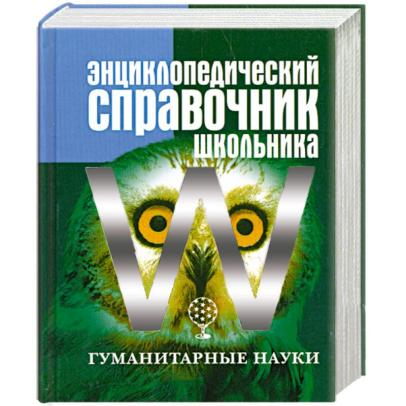 ЭНЦИКЛОПЕДИЧЕСКИЙ
СПРАВОЧНИК
ШКОЛЬНИКА
W
ГУМАНИТАРНЫЕ НАУКИ